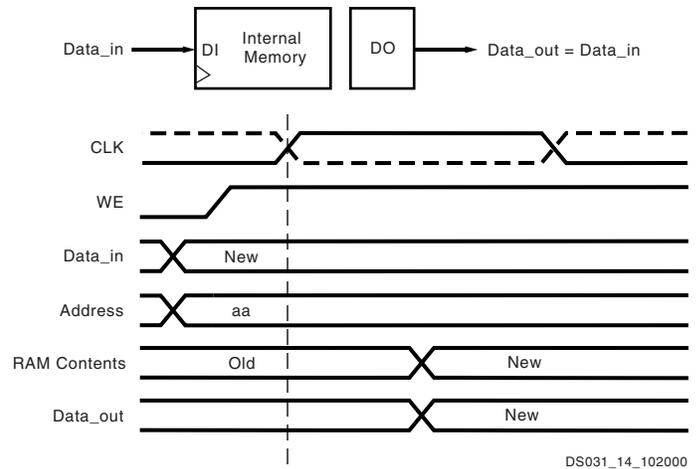 Data_in
DI
Internal
Memory
DO
Data_out = Data_in
CLK
WE
Data_in
New
Address
aa
RAM Contents
Old
New
Data_out
New
DS031_14_102000